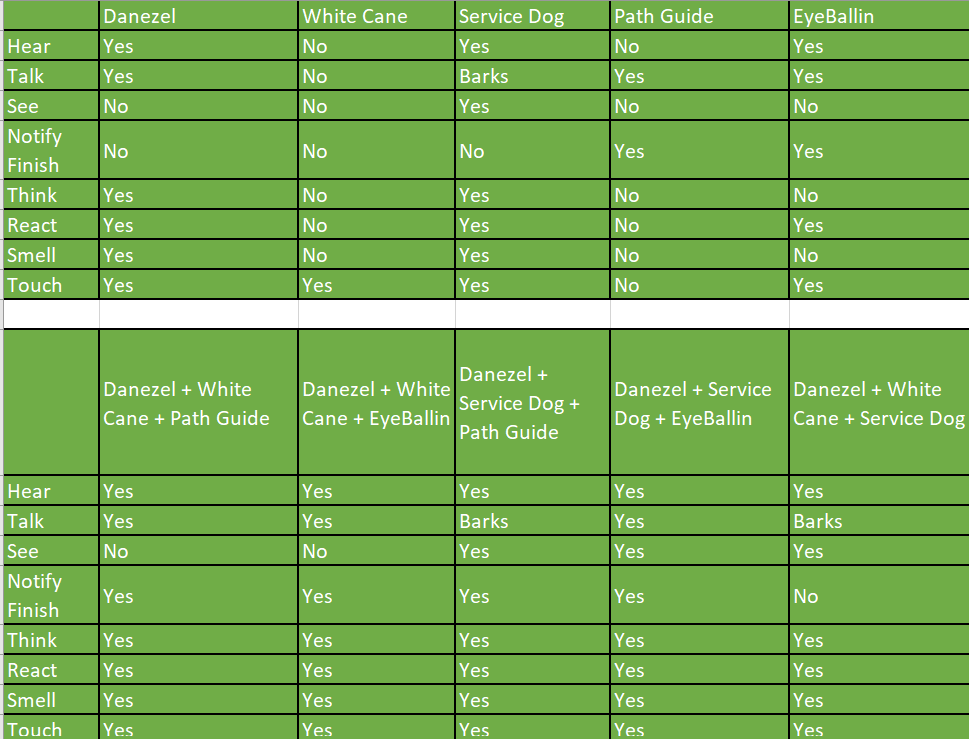 Danezel White Cane Service Dog Path Guide EyeBallin
Hear Yes No Yes No Yes
Talk Yes No Barks Yes Yes
See No No Yes No No
Notify
Finish No No No Yes Yes
Think Yes No Yes No No
React Yes No Yes No Yes
Smell Yes No Yes No No
Touch Yes Yes Yes No Yes
Danezel + White
Cane + Path Guide
Danezel + White
Cane + EyeBallin
Danezel +
Service Dog +
Path Guide
Danezel + Service
Dog + EyeBallin
Danezel + White
Cane + Service Dog
Hear Yes Yes Yes Yes Yes
Talk Yes Yes Barks Yes Barks
See No No Yes Yes Yes
Notify
Finish Yes Yes Yes Yes No
Think Yes Yes Yes Yes Yes
React Yes Yes Yes Yes Yes
Smell Yes Yes Yes Yes Yes
Touch Yes Yes Yes Yes Yes